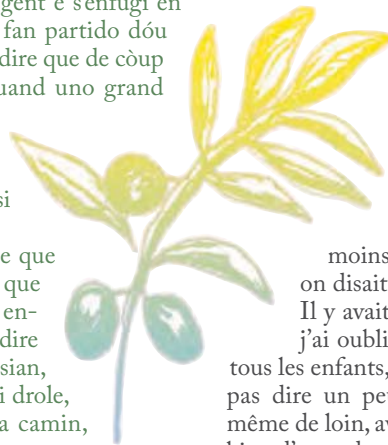 gent e s'enfugi en
fan partido dóu
dire que de còup
uand uno grand
si
e que
que
en-
dire
sian,
i drole,
a camin,
moins
on disait
Il y avait
j'ai oubli
tous les enfants,
pas dire un pe
même de loin, av